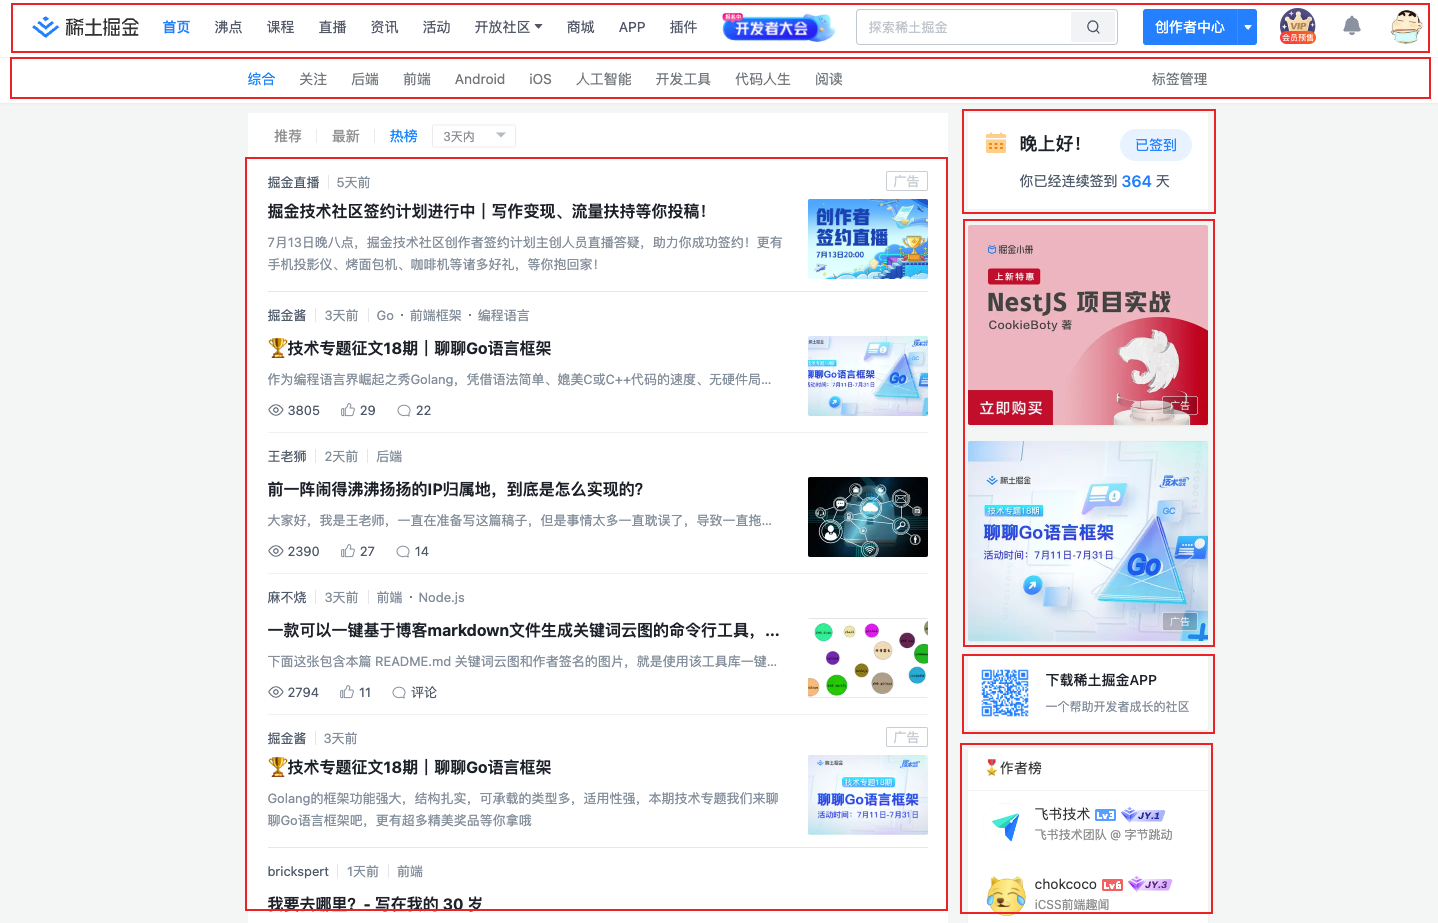 稀土掘金 首页 沸点 课程 直播 资讯 活动 开放社区 商城 APP 插件 开发者大会 探索稀土掘金 创作者中心 VIP 会员预售
综合 关注 后端 前端 Android iOS 人工智能 开发工具 代码人生 阅读 标签管理
推荐 最新 热榜 3天内
掘金直播 5天前 广告
掘金技术社区签约计划进行中｜写作变现、流量扶持等你投稿！
7月13日晚八点，掘金技术社区创作者签约计划主创人员直播答疑，助力你成功签约！更有
手机投影仪、烤面包机、咖啡机等诸多好礼，等你抱回家！
创作者
签约直播
7月13日20:00
掘金酱 3天前 Go · 前端框架 · 编程语言
🏆技术专题征文18期｜聊聊Go语言框架
作为编程语言界崛起之秀Golang，凭借语法简单、媲美C或C++代码的速度、无硬件局...
3805 29 22
聊聊Go语言框架
活动时间：7月11日-7月31日
GC
Go
王老狮 2天前 后端
前一阵闹得沸沸扬扬的IP归属地，到底是怎么实现的？
大家好，我是王老师，一直在准备写这篇稿子，但是事情太多一直耽误了，导致一直拖...
2390 27 14
麻不烧 3天前 前端 · Node.js
一款可以一键基于博客markdown文件生成关键词云图的命令行工具，...
下面这张包含本篇 README.md 关键词云图和作者签名的图片，就是使用该工具库一键...
2794 11 评论
掘金酱 3天前 广告
🏆技术专题征文18期｜聊聊Go语言框架
Golang的框架功能强大，结构扎实，可承载的类型多，适用性强，本期技术专题我们来聊
聊Go语言框架吧，更有超多精美奖品等你拿哦
稀土掘金
技术专题18期
聊聊Go语言框架
活动时间：7月11日-7月31日
brickspert 1天前 前端
我要去哪里？- 写在我的 30 岁
晚上好！ 已签到
你已经连续签到 364 天
掘金小册
上新特惠
NestJS 项目实战
CookieBoty 著
立即购买 广告
稀土掘金
技术专题18期
聊聊Go语言框架
活动时间：7月11日-7月31日
GC
Go
广告
下载稀土掘金APP
一个帮助开发者成长的社区
🎖作者榜
飞书技术 Lv3 JY.1
飞书技术团队 @ 字节跳动
chokcoco Lv6 JY.3
iCSS前端趣闻